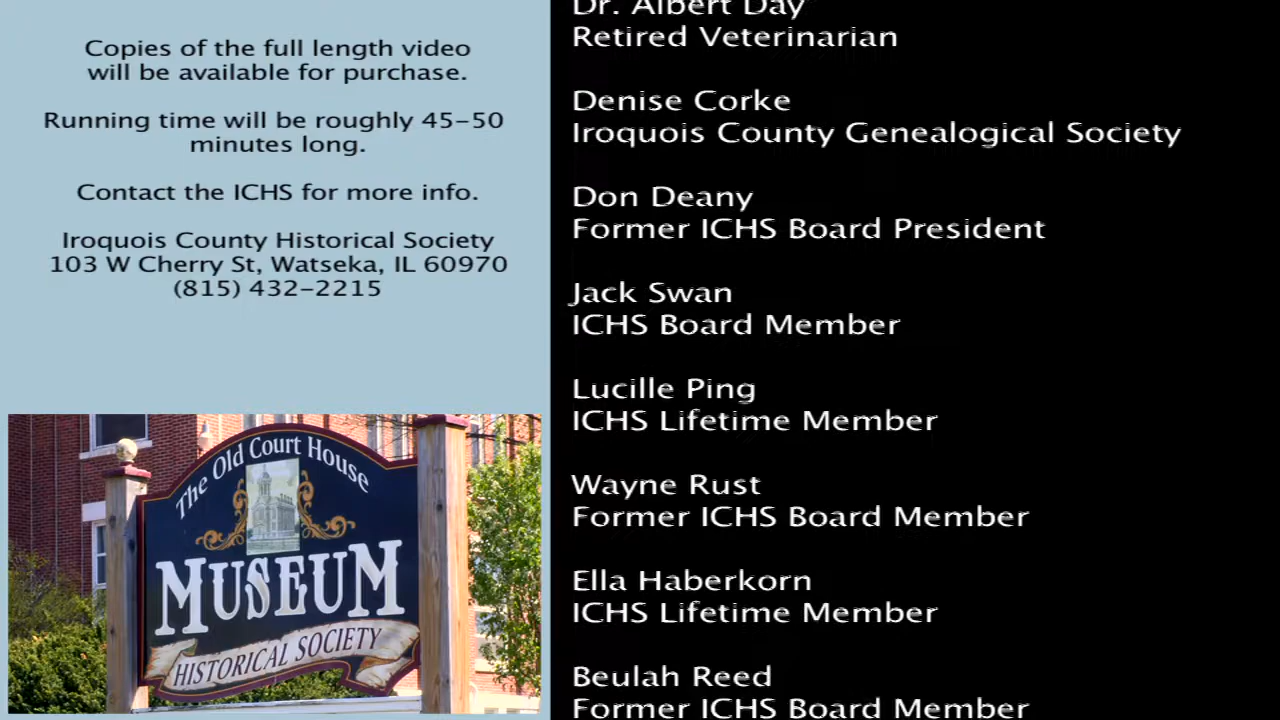 Copies of the full length video
will be available for purchase.
Running time will be roughly 45-50
minutes long.
Contact the ICHS for more info.
Iroquois County Historical Society
103 W Cherry St, Watseka, IL 60970
(815) 432-2215
The Old Court House
MUSEUM
HISTORICAL SOCIETY
Dr. Albert Day
Retired Veterinarian
Denise Corke
Iroquois County Genealogical Society
Don Deany
Former ICHS Board President
Jack Swan
ICHS Board Member
Lucille Ping
ICHS Lifetime Member
Wayne Rust
Former ICHS Board Member
Ella Haberkorn
ICHS Lifetime Member
Beulah Reed
Former ICHS Board Member